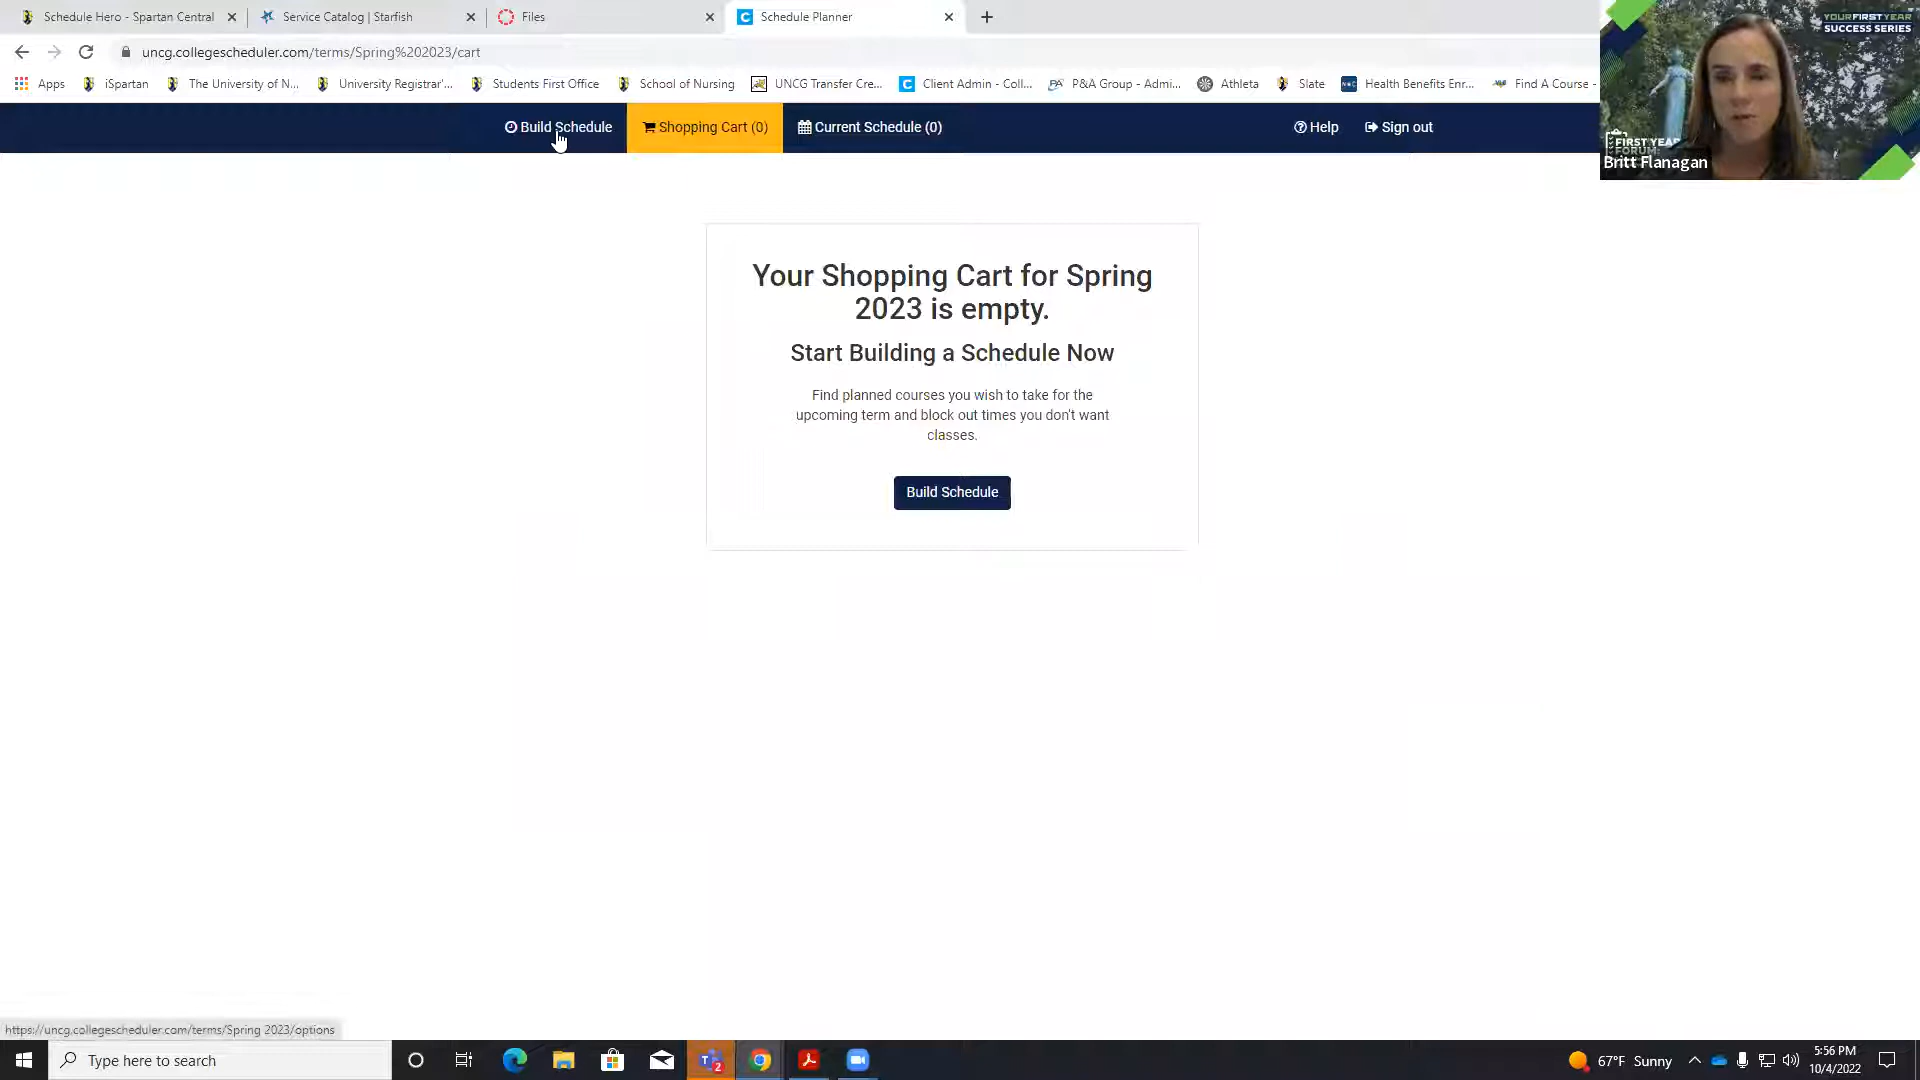 Schedule Hero - Spartan Central
Service Catalog | Starfish
Files
Schedule Planner
uncg.collegescheduler.com/terms/Spring%202023/cart
Apps
iSpartan
The University of N...
University Registrar'...
Students First Office
School of Nursing
UNCG Transfer Cre...
Client Admin - Coll...
P&A Group - Admi...
Athleta
Slate
Health Benefits Enr...
Find A Course -
YOUR FIRST YEAR
SUCCESS SERIES
FIRST YEAR
FORUM:
Britt Flanagan
Build Schedule
Shopping Cart (0)
Current Schedule (0)
Help
Sign out
Your Shopping Cart for Spring
2023 is empty.
Start Building a Schedule Now
Find planned courses you wish to take for the
upcoming term and block out times you don't want
classes.
Build Schedule
https://uncg.collegescheduler.com/terms/Spring 2023/options
Type here to search
2
67°F Sunny
5:56 PM
10/4/2022